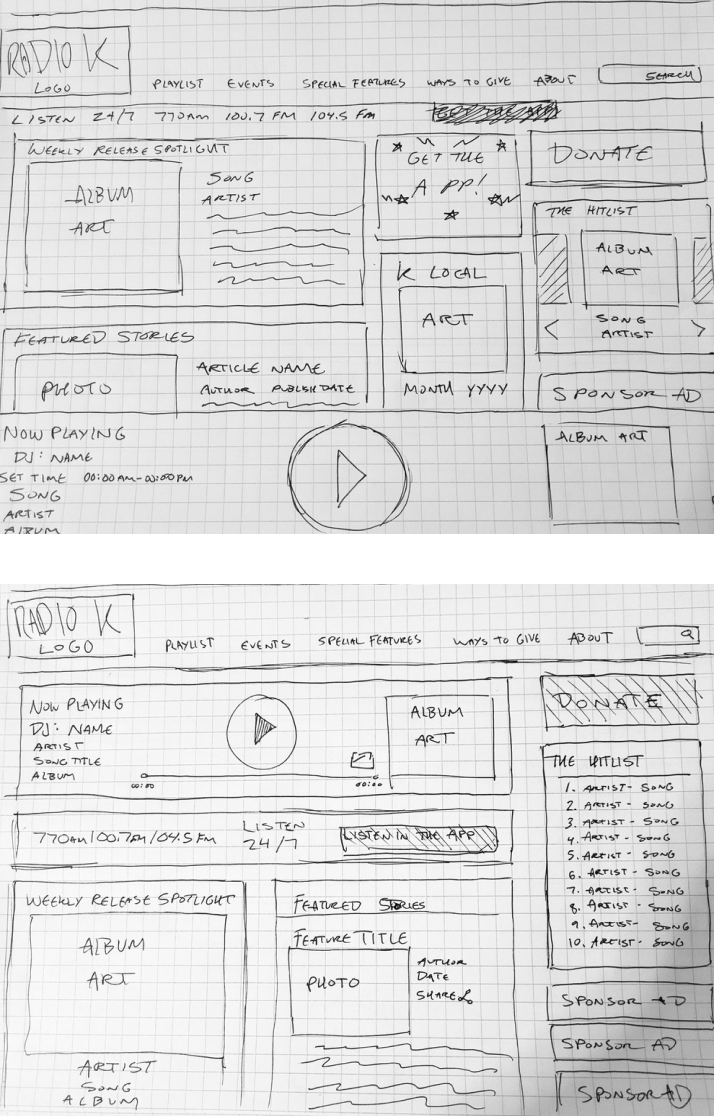 RADIO K
LOGO
PLAYLIST EVENTS SPECIAL FEATURES WAYS TO GIVE ABOUT SEARCH
LISTEN 24/7 770AM 100.7 FM 104.5 FM
WEEKLY RELEASE SPOTLIGHT
ALBUM
ART
SONG
ARTIST
GET THE
APP!
DONATE
THE HITLIST
ALBUM
ART
SONG
ARTIST
K LOCAL
ART
MONTH YYYY
FEATURED STORIES
PHOTO
ARTICLE NAME
AUTHOR PUBLISH DATE
SPONSOR AD
NOW PLAYING
DJ: NAME
SET TIME 00:00AM-00:00PM
SONG
ARTIST
ALBUM
ALBUM ART
RADIO K
LOGO
PLAYLIST EVENTS SPECIAL FEATURES WAYS TO GIVE ABOUT
NOW PLAYING
DJ: NAME
ARTIST
SONG TITLE
ALBUM
00:00 00:00
ALBUM
ART
DONATE
770AM/100.7FM/104.5FM
LISTEN
24/7
LISTEN IN THE APP
THE HITLIST
1. ARTIST- SONG
2. ARTIST- SONG
3. ARTIST- SONG
4. ARTIST- SONG
5. ARTIST- SONG
6. ARTIST- SONG
7. ARTIST- SONG
8. ARTIST- SONG
9. ARTIST- SONG
10. ARTIST- SONG
WEEKLY RELEASE SPOTLIGHT
ALBUM
ART
ARTIST
SONG
ALBUM
FEATURED STORIES
FEATURE TITLE
PHOTO
AUTHOR
DATE
SHARE
SPONSOR AD
SPONSOR AD
SPONSOR AD